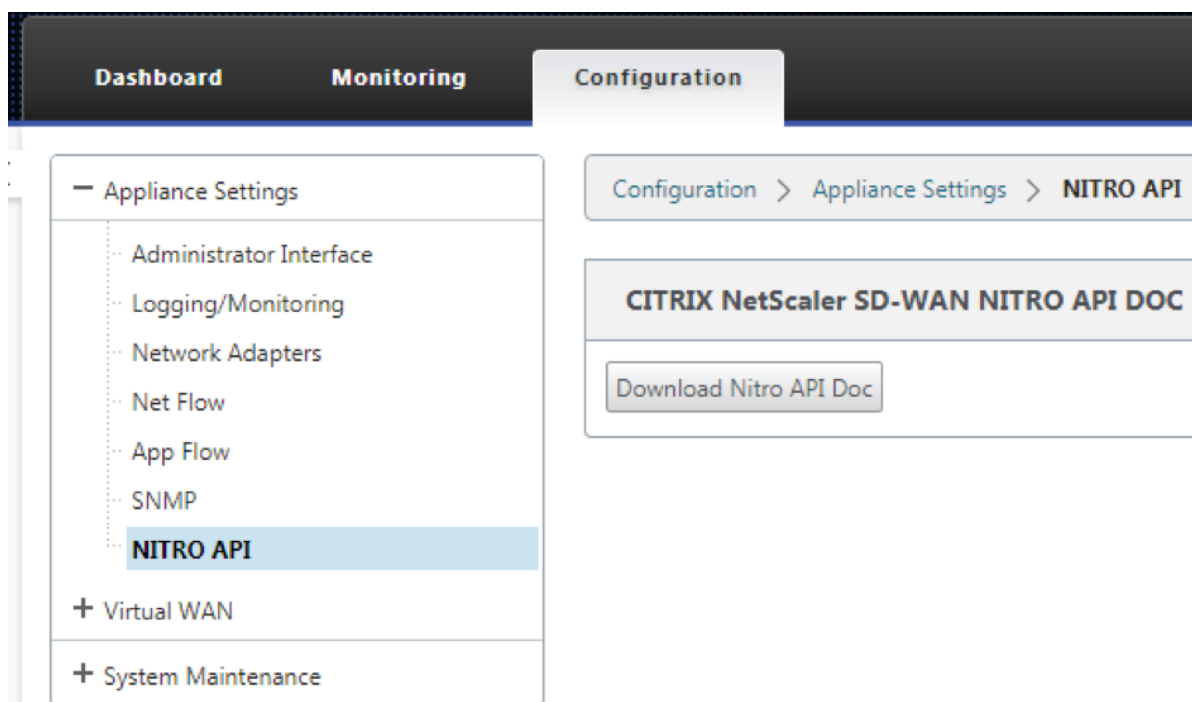 Dashboard Monitoring Configuration
Appliance Settings
Administrator Interface
Logging/Monitoring
Network Adapters
Net Flow
App Flow
SNMP
NITRO API
Virtual WAN
System Maintenance
Configuration > Appliance Settings > NITRO API
CITRIX NetScaler SD-WAN NITRO API DOC
Download Nitro API Doc